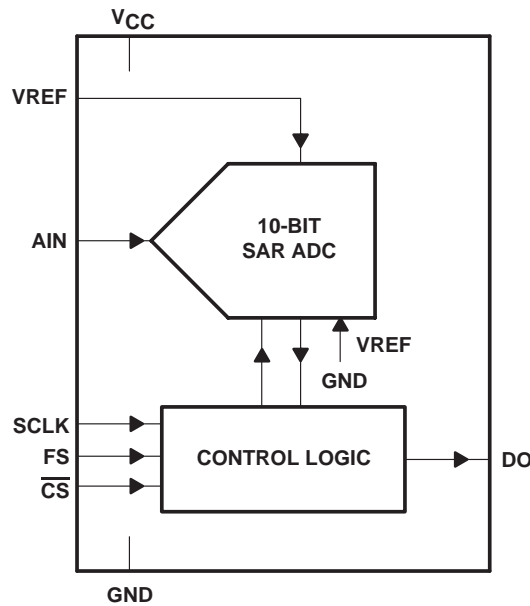 VCC
VREF
10-BIT
SAR ADC
AIN
VREF
GND
SCLK
FS
CS
CONTROL LOGIC
DO
GND